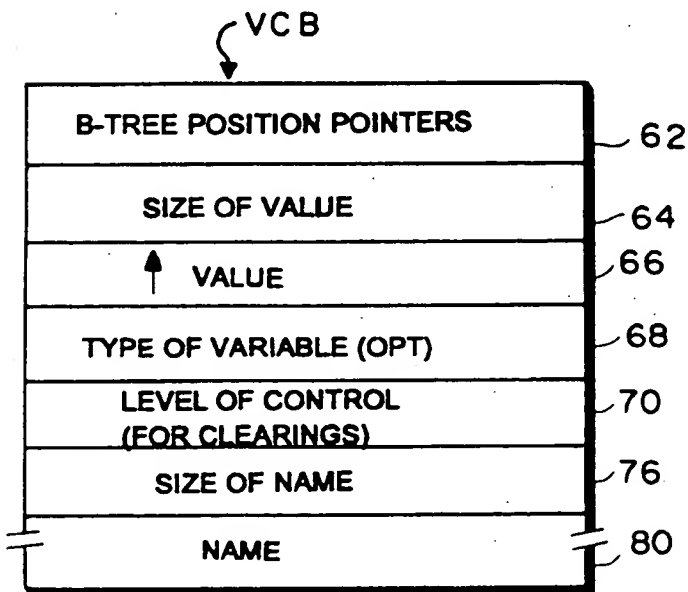 VCB
B-TREE POSITION POINTERS
62
SIZE OF VALUE
64
↑ VALUE
66
TYPE OF VARIABLE (OPT)
68
LEVEL OF CONTROL
(FOR CLEARINGS)
70
SIZE OF NAME
76
NAME
80